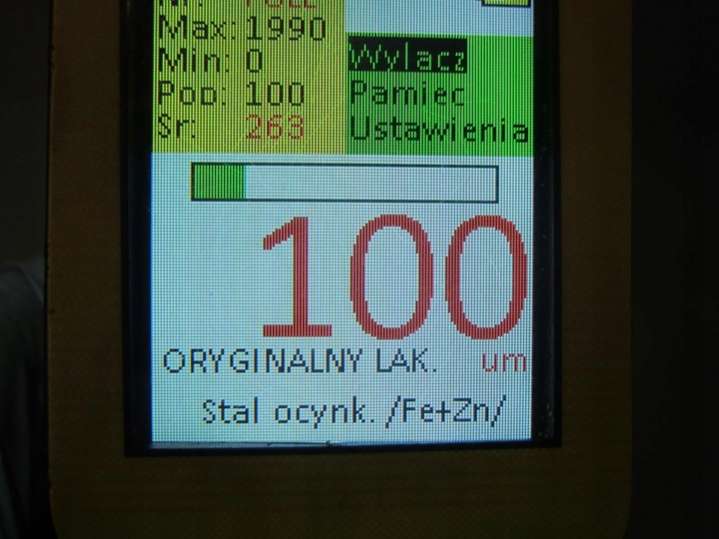 Max: 1990
Min: 0
Wylacz
Pop: 100
Pamiec
Sr: 263
Ustawienia
100
ORYGINALNY LAK. um
Stal ocynk. /Fe+Zn/